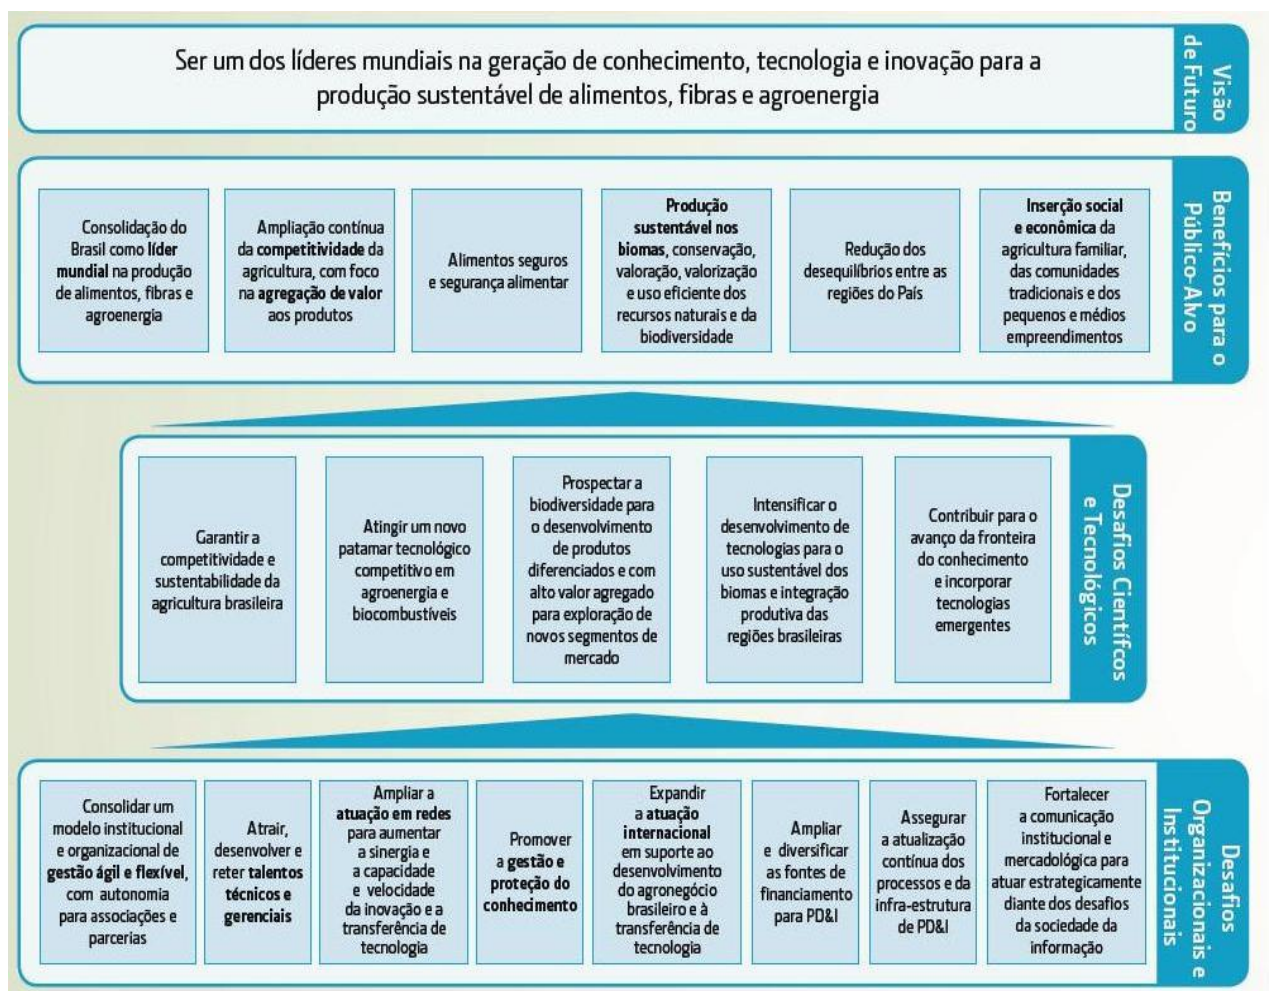 Ser um dos líderes mundiais na geração de conhecimento, tecnologia e inovação para a
produção sustentável de alimentos, fibras e agroenergia
Visão
de Futuro
Consolidação do
Brasil como líder
mundial na produção
de alimentos, fibras e
agroenergia
Ampliação contínua
da competitividade da
agricultura, com foco
na agregação de valor
aos produtos
Alimentos seguros
e segurança alimentar
Produção
sustentável nos
biomas, conservação,
valoração, valorização
e uso eficiente dos
recursos naturais e da
biodiversidade
Redução dos
desequilíbrios entre as
regiões do País
Inserção social
e econômica da
agricultura familiar,
das comunidades
tradicionais e dos
pequenos e médios
empreendimentos
Benefícios para o
Público-Alvo
Garantir a
competitividade e
sustentabilidade da
agricultura brasileira
Atingir um novo
patamar tecnológico
competitivo em
agroenergia e
biocombustíveis
Prospectar a
biodiversidade para
o desenvolvimento
de produtos
diferenciados e com
alto valor agregado
para exploração de
novos segmentos de
mercado
Intensificar o
desenvolvimento de
tecnologias para o
uso sustentável dos
biomas e integração
produtiva das
regiões brasileiras
Contribuir para o
avanço da fronteira
do conhecimento
e incorporar
tecnologias
emergentes
Desafios Científcos
e Tecnológicos
Consolidar um
modelo institucional
e organizacional de
gestão ágil e flexível,
com autonomia
para associações e
parcerias
Atrair,
desenvolver e
reter talentos
técnicos e
gerenciais
Ampliar a
atuação em redes
para aumentar
a sinergia e
a capacidade
e velocidade
da inovação e a
transferência de
tecnologia
Promover
a gestão e
proteção do
conhecimento
Expandir
a atuação
internacional
em suporte ao
desenvolvimento
do agronegócio
brasileiro e à
transferência de
tecnologia
Ampliar
e diversificar
as fontes de
financiamento
para PD&I
Assegurar
a atualização
contínua dos
processos e da
infra-estrutura
de PD&I
Fortalecer
a comunicação
institucional e
mercadológica para
atuar estrategicamente
diante dos desafios
da sociedade da
informação
Desafios
Organizacionais e
Institucionais